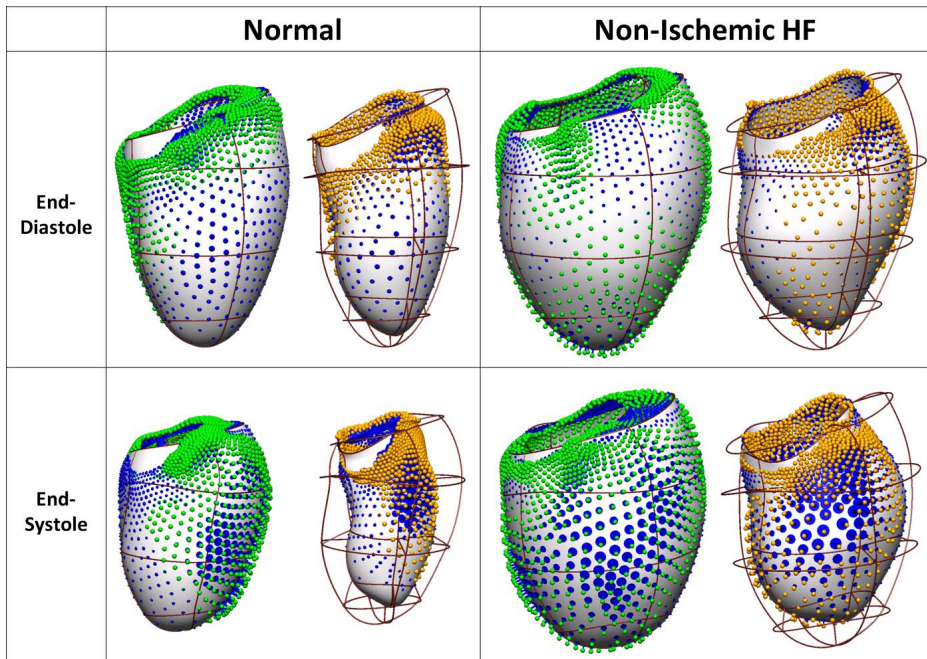 Normal
Non-Ischemic HF
End-
Diastole
End-
Systole